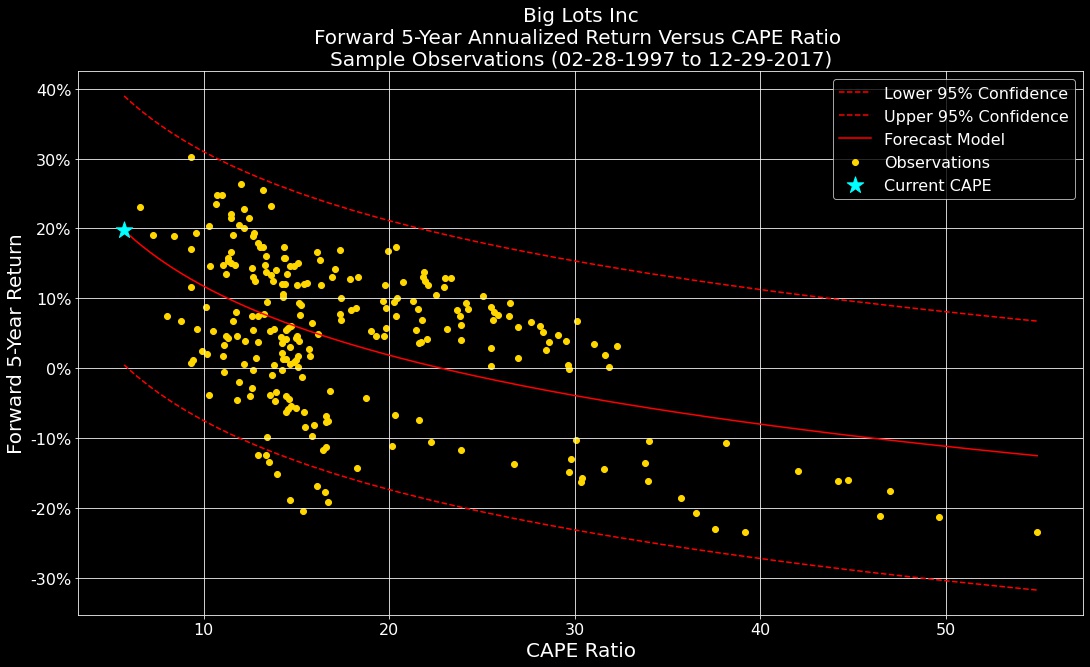 Big Lots Inc
Forward 5-Year Annualized Return Versus CAPE Ratio
Sample Observations (02-28-1997 to 12-29-2017)
Lower 95% Confidence
Upper 95% Confidence
Forecast Model
Observations
Current CAPE
Forward 5-Year Return
40%
30%
20%
10%
0%
-10%
-20%
-30%
10 20 30 40 50
CAPE Ratio